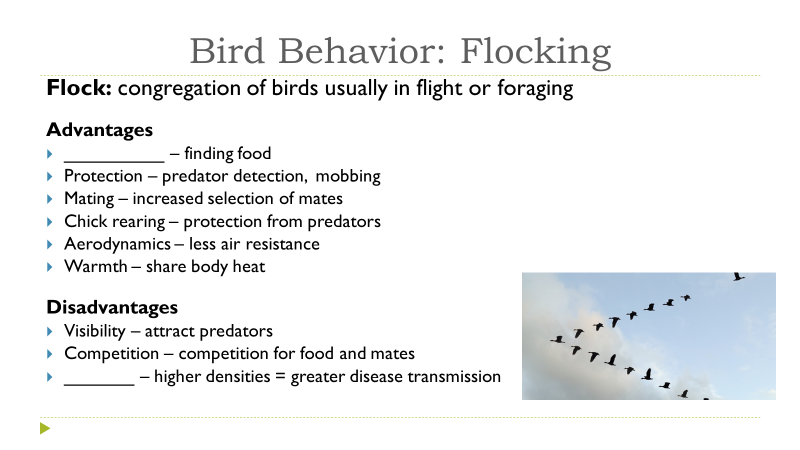 Bird Behavior: Flocking
Flock: congregation of birds usually in flight or foraging
Advantages
__________ – finding food
Protection – predator detection, mobbing
Mating – increased selection of mates
Chick rearing – protection from predators
Aerodynamics – less air resistance
Warmth – share body heat
Disadvantages
Visibility – attract predators
Competition – competition for food and mates
_______ – higher densities = greater disease transmission